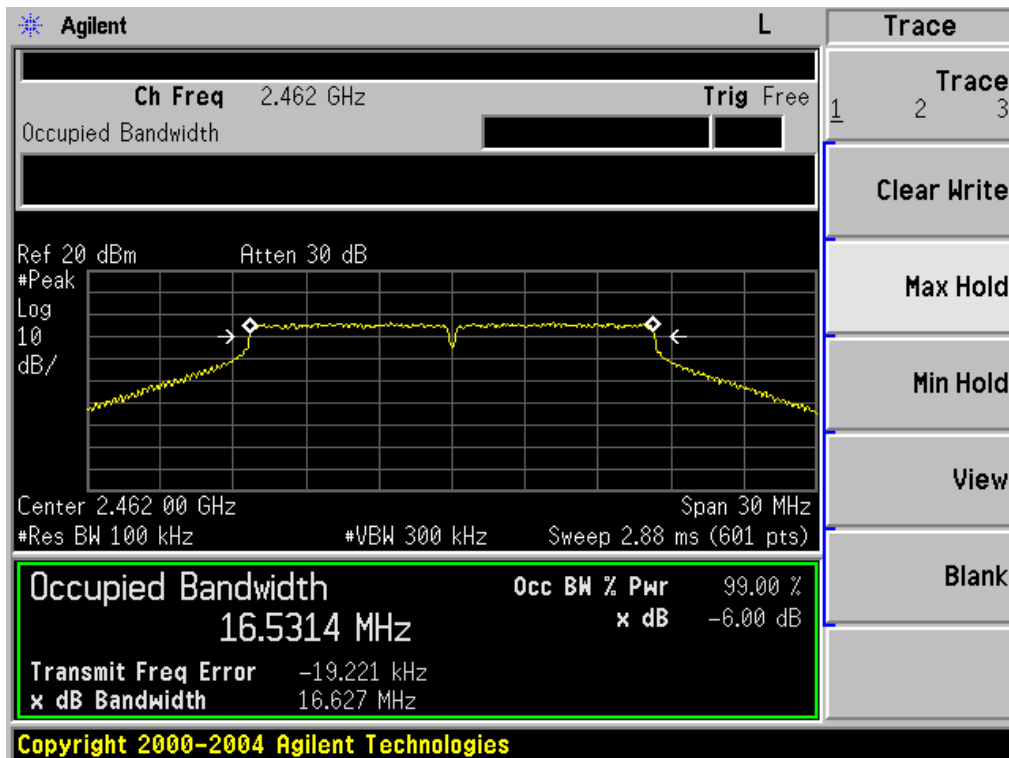 Agilent L Trace
Ch Freq 2.462 GHz Trig Free
Occupied Bandwidth
Trace
1 2 3
Clear Write
Max Hold
Min Hold
View
Blank
Ref 20 dBm Atten 30 dB
#Peak
Log
10
dB/
Center 2.462 00 GHz Span 30 MHz
#Res BW 100 kHz #VBW 300 kHz Sweep 2.88 ms (601 pts)
Occupied Bandwidth Occ BW % Pwr 99.00 %
16.5314 MHz x dB -6.00 dB
Transmit Freq Error -19.221 kHz
x dB Bandwidth 16.627 MHz
Copyright 2000-2004 Agilent Technologies